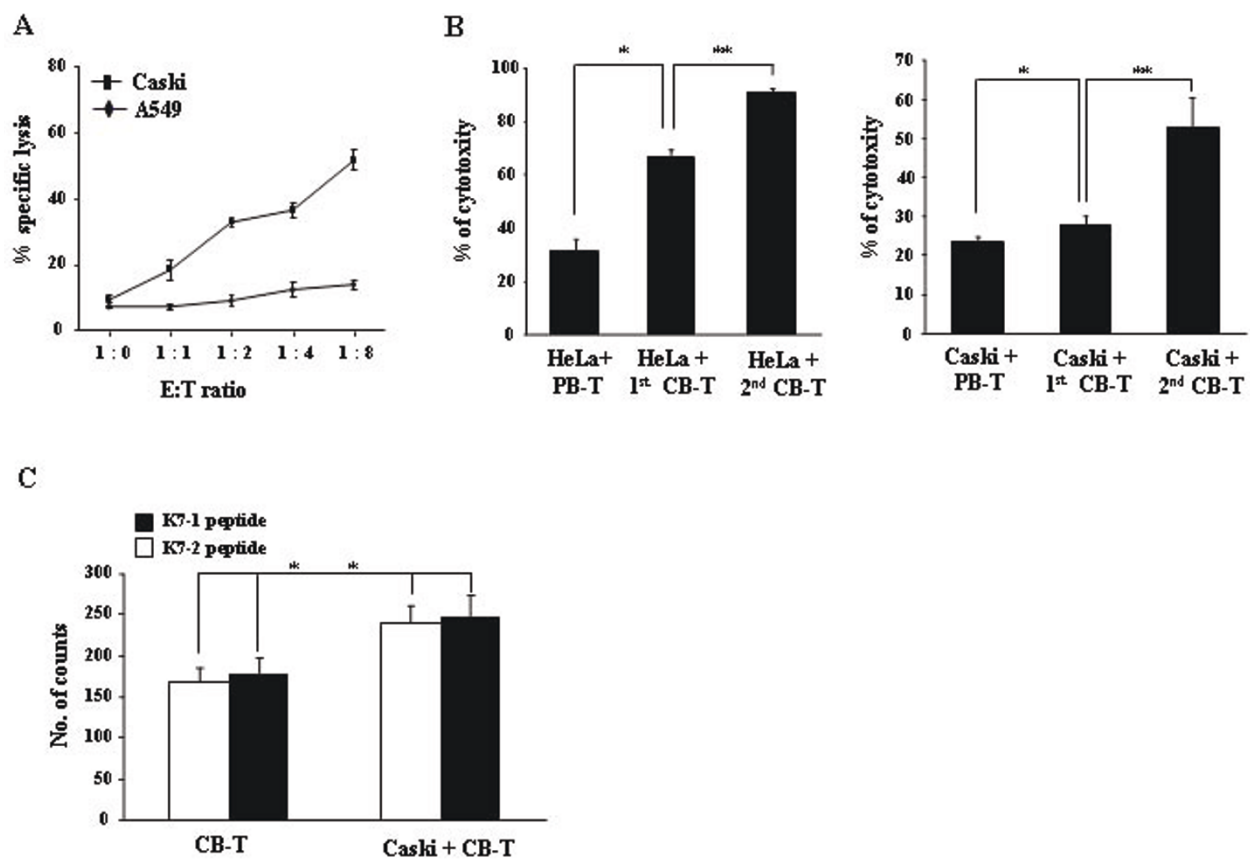 A
80
60
40
20
0
% specific lysis
Caski
A549
1 : 0
1 : 1
1 : 2
1 : 4
1 : 8
E:T ratio
B
100
80
60
40
20
0
% of cytotoxity
*
**
HeLa+
PB-T
HeLa +
1st CB-T
HeLa +
2nd CB-T
70
60
50
40
30
20
10
0
% of cytotoxity
*
**
Caski +
PB-T
Caski +
1st CB-T
Caski +
2nd CB-T
C
K7-1 peptide
K7-2 peptide
300
250
200
150
100
50
0
No. of counts
* *
CB-T
Caski + CB-T